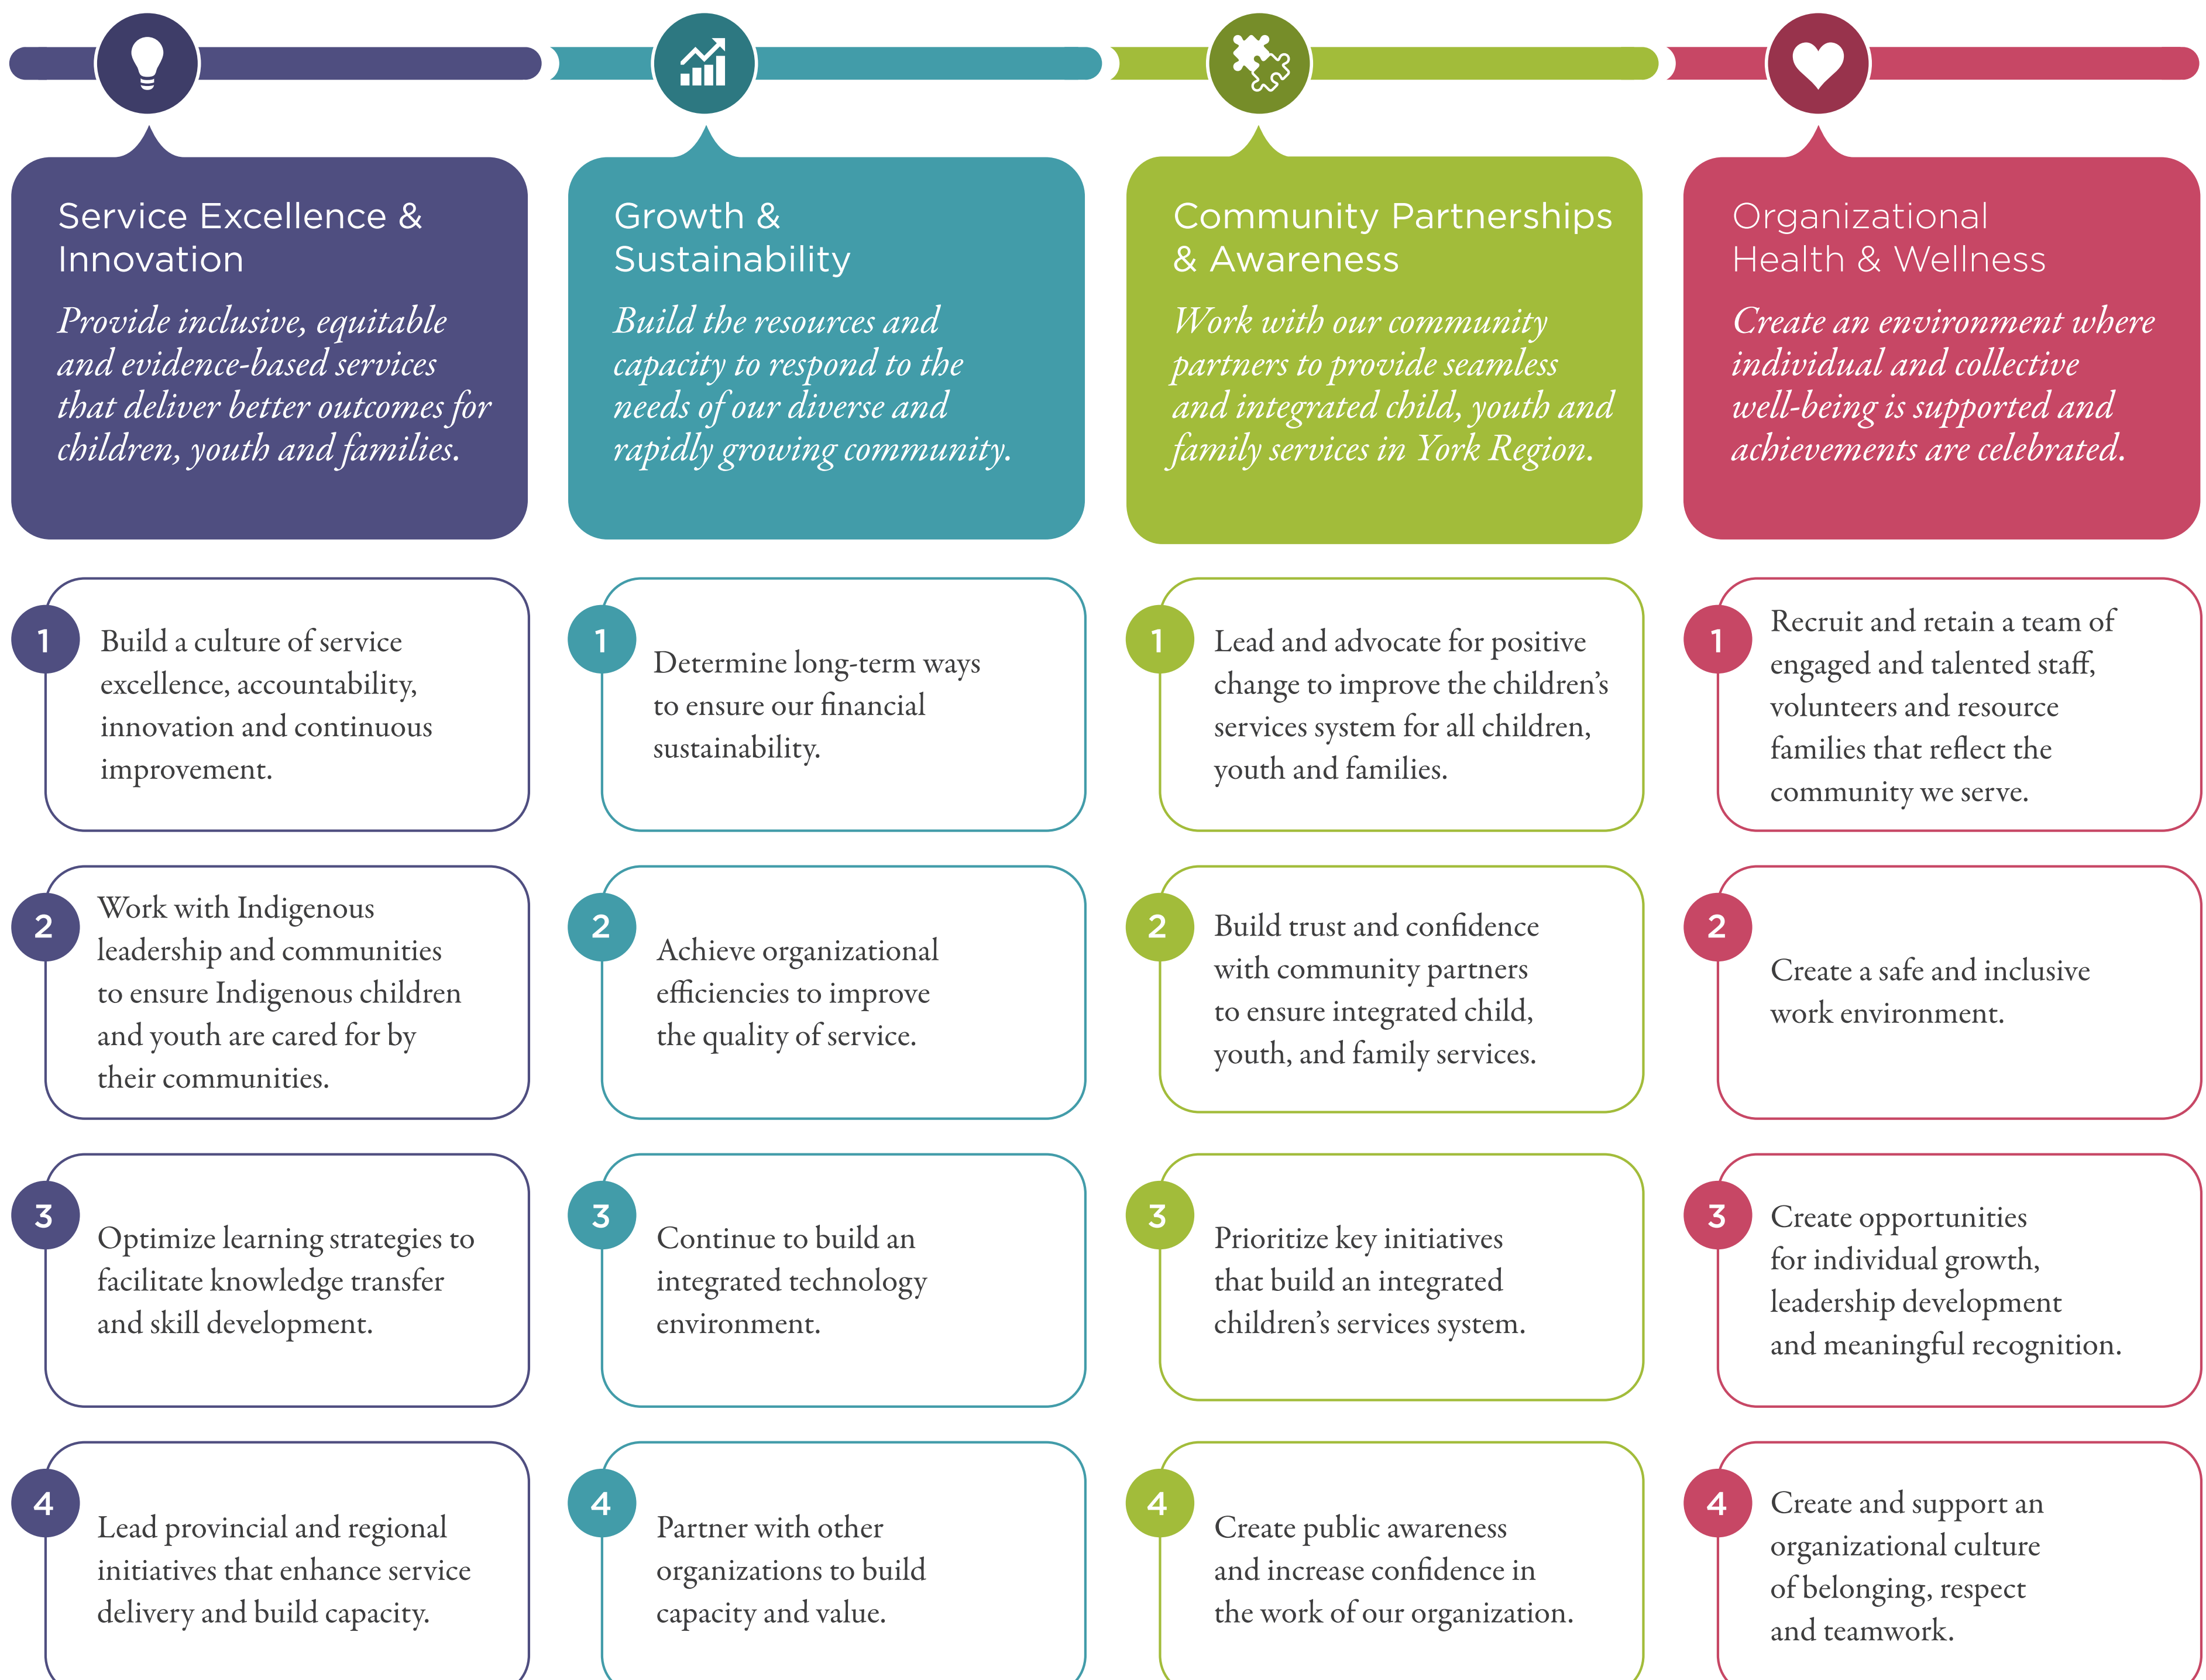 Service Excellence &
Innovation
Provide inclusive, equitable
and evidence-based services
that deliver better outcomes for
children, youth and families.
1
Build a culture of service
excellence, accountability,
innovation and continuous
improvement.
2
Work with Indigenous
leadership and communities
to ensure Indigenous children
and youth are cared for by
their communities.
3
Optimize learning strategies to
facilitate knowledge transfer
and skill development.
4
Lead provincial and regional
initiatives that enhance service
delivery and build capacity.
Growth &
Sustainability
Build the resources and
capacity to respond to the
needs of our diverse and
rapidly growing community.
1
Determine long-term ways
to ensure our financial
sustainability.
2
Achieve organizational
efficiencies to improve
the quality of service.
3
Continue to build an
integrated technology
environment.
4
Partner with other
organizations to build
capacity and value.
Community Partnerships
& Awareness
Work with our community
partners to provide seamless
and integrated child, youth and
family services in York Region.
1
Lead and advocate for positive
change to improve the children’s
services system for all children,
youth and families.
2
Build trust and confidence
with community partners
to ensure integrated child,
youth, and family services.
3
Prioritize key initiatives
that build an integrated
children’s services system.
4
Create public awareness
and increase confidence in
the work of our organization.
Organizational
Health & Wellness
Create an environment where
individual and collective
well-being is supported and
achievements are celebrated.
1
Recruit and retain a team of
engaged and talented staff,
volunteers and resource
families that reflect the
community we serve.
2
Create a safe and inclusive
work environment.
3
Create opportunities
for individual growth,
leadership development
and meaningful recognition.
4
Create and support an
organizational culture
of belonging, respect
and teamwork.